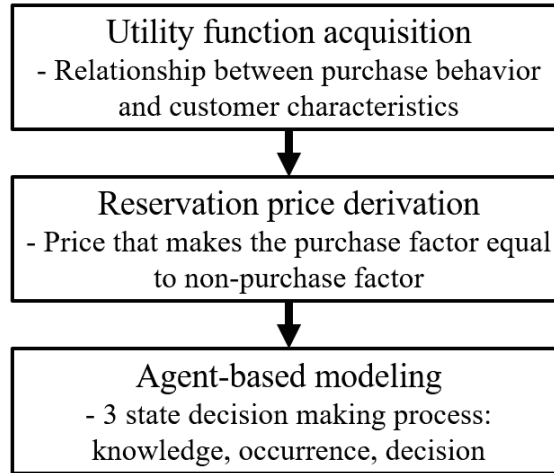 Utility function acquisition
- Relationship between purchase behavior
and customer characteristics
Reservation price derivation
- Price that makes the purchase factor equal
to non-purchase factor
Agent-based modeling
- 3 state decision making process:
knowledge, occurrence, decision